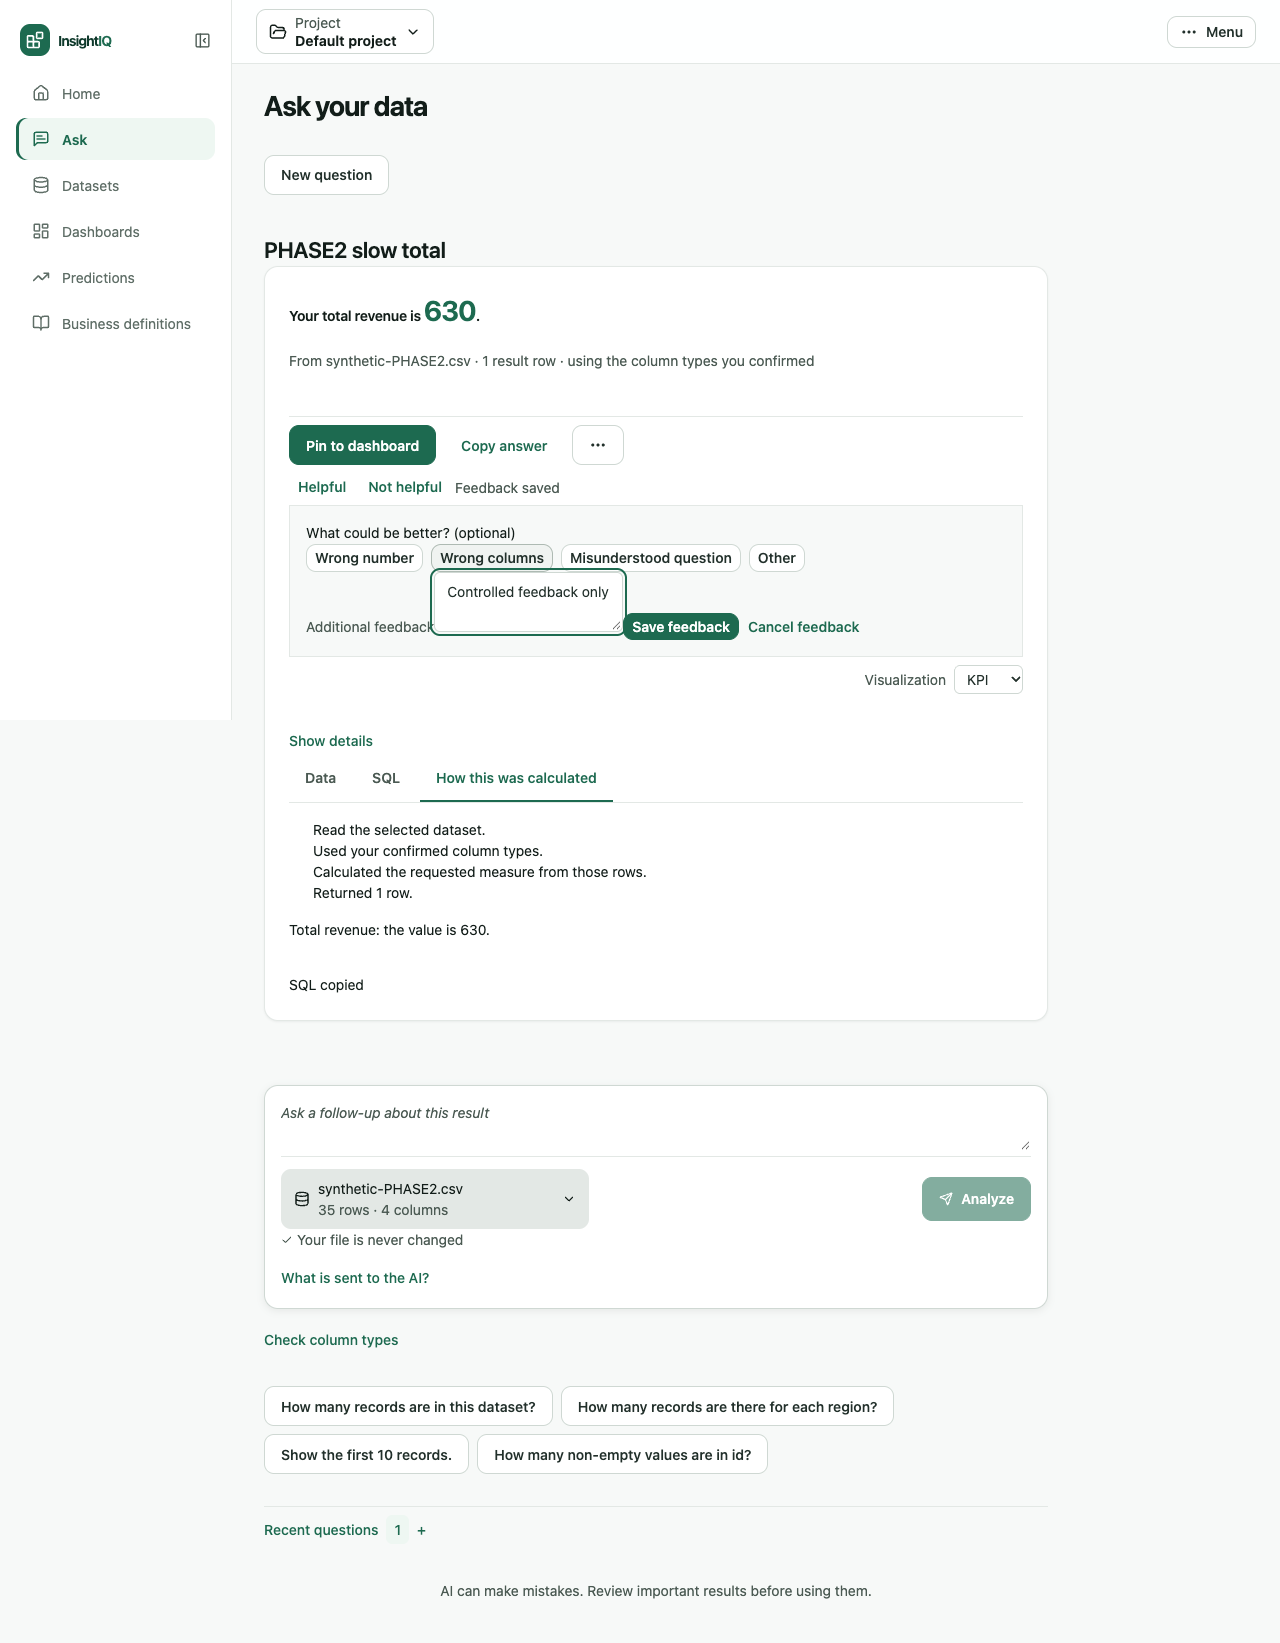 InsightIQ
Project
Default project
Menu
Home
Ask
Datasets
Dashboards
Predictions
Business definitions
Ask your data
New question
PHASE2 slow total
Your total revenue is 630.
From synthetic-PHASE2.csv · 1 result row · using the column types you confirmed
Pin to dashboard Copy answer
Helpful Not helpful Feedback saved
What could be better? (optional)
Wrong number Wrong columns Misunderstood question Other
Controlled feedback only
Additional feedback Save feedback Cancel feedback
Visualization KPI
Show details
Data SQL How this was calculated
Read the selected dataset.
Used your confirmed column types.
Calculated the requested measure from those rows.
Returned 1 row.
Total revenue: the value is 630.
SQL copied
Ask a follow-up about this result
synthetic-PHASE2.csv
35 rows · 4 columns
Analyze
Your file is never changed
What is sent to the AI?
Check column types
How many records are in this dataset? How many records are there for each region?
Show the first 10 records. How many non-empty values are in id?
Recent questions 1 +
AI can make mistakes. Review important results before using them.